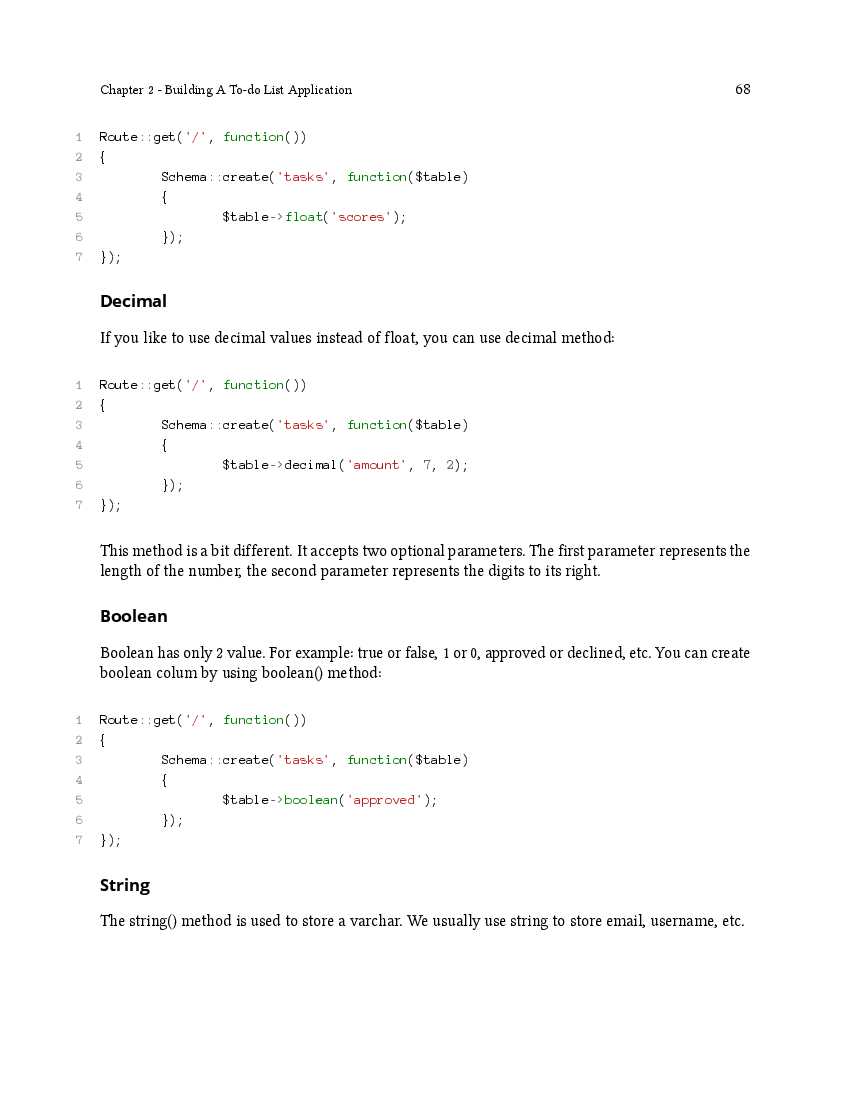 Chapter 2 - Building A To-do List Application 68
1 Route::get('/', function())
2 {
3 Schema::create('tasks', function($table)
4 {
5 $table->float('scores');
6 });
7 });
Decimal
If you like to use decimal values instead of float, you can use decimal method:
1 Route::get('/', function())
2 {
3 Schema::create('tasks', function($table)
4 {
5 $table->decimal('amount', 7, 2);
6 });
7 });
This method is a bit different. It accepts two optional parameters. The first parameter represents the
length of the number, the second parameter represents the digits to its right.
Boolean
Boolean has only 2 value. For example: true or false, 1 or 0, approved or declined, etc. You can create
boolean colum by using boolean() method:
1 Route::get('/', function())
2 {
3 Schema::create('tasks', function($table)
4 {
5 $table->boolean('approved');
6 });
7 });
String
The string() method is used to store a varchar. We usually use string to store email, username, etc.